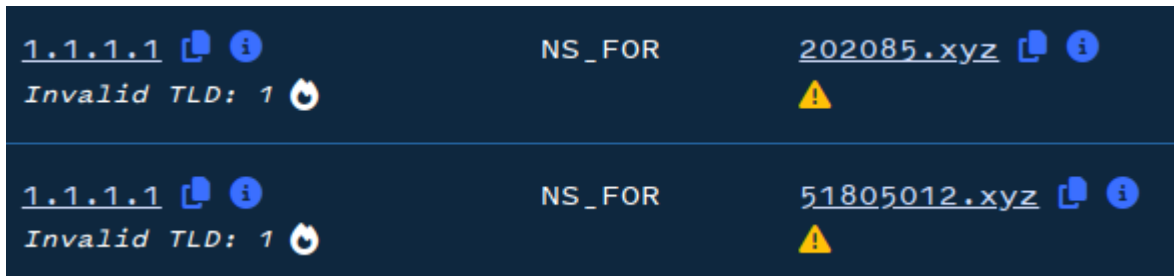 1.1.1.1 NS_FOR 202085.xyz
Invalid TLD: 1
1.1.1.1 NS_FOR 51805012.xyz
Invalid TLD: 1